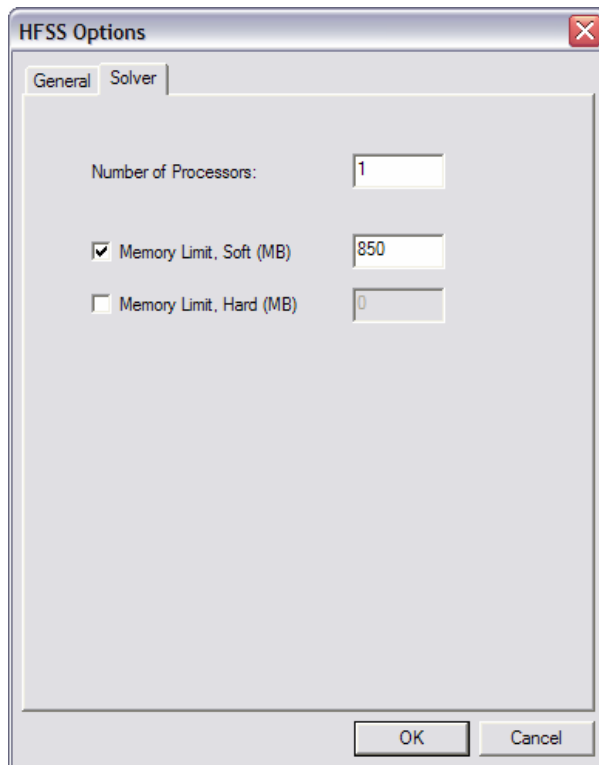 HFSS Options
General Solver
Number of Processors: 1
Memory Limit, Soft (MB) 850
Memory Limit, Hard (MB) 0
OK Cancel